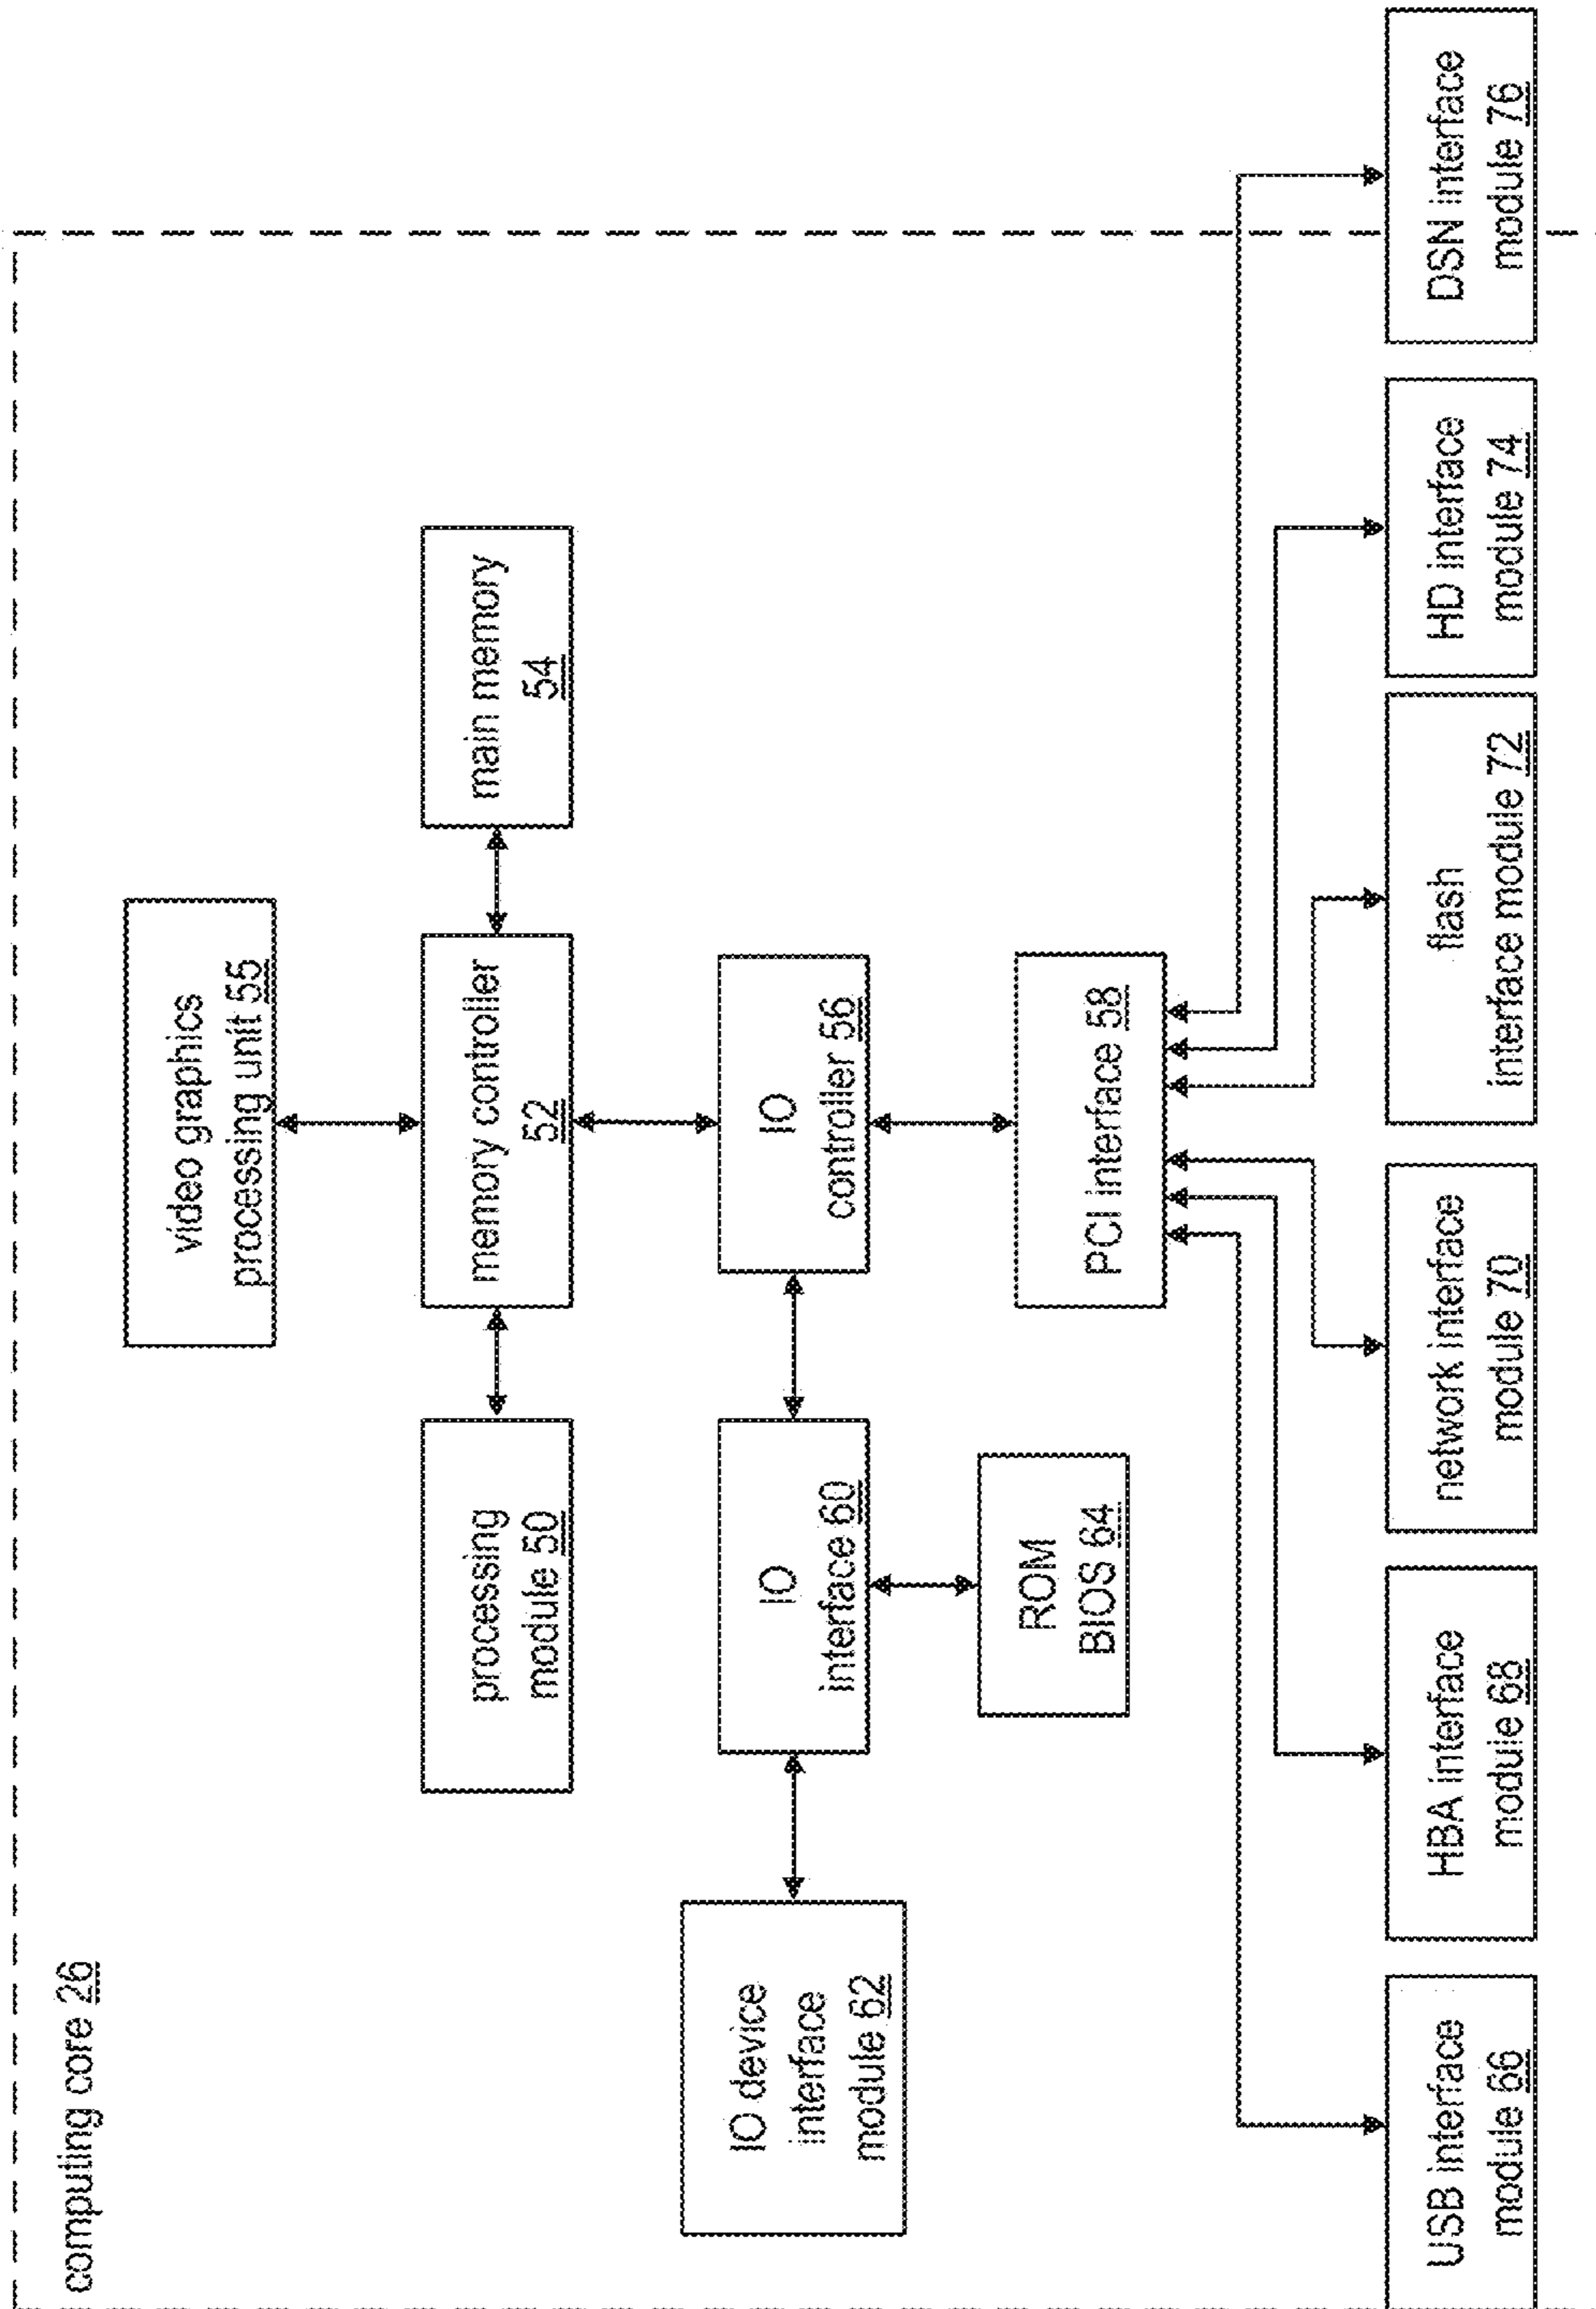 computing core 26
video graphics
processing unit 55
processing
module 50
memory controller
52
main memory
54
IO device
interface
module 62
IO
interface 60
IO
controller 56
ROM
BIOS 64
PCI interface 58
USB interface
module 66
HBA interface
module 68
network interface
module 70
flash
interface module 72
HD interface
module 74
DSN interface
module 76